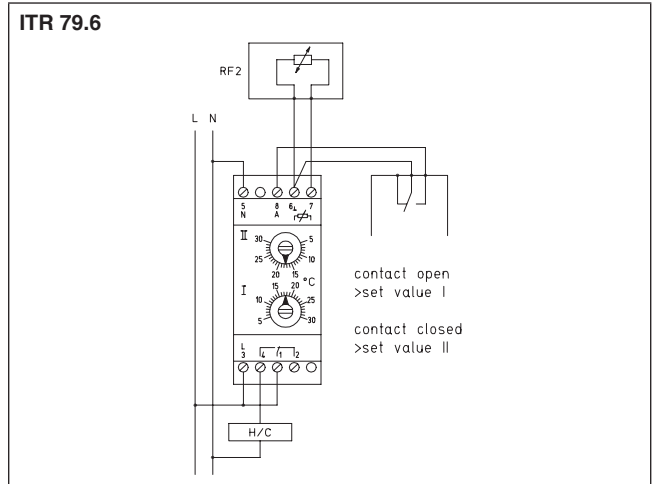 ITR 79.6
RF2
L N
5 8 6 7
N A
II 30 5
25 10
20 15 °C
15 20
I 10 25
5 30
L
3 4 1 2
contact open
>set value I
contact closed
>set value II
H/C